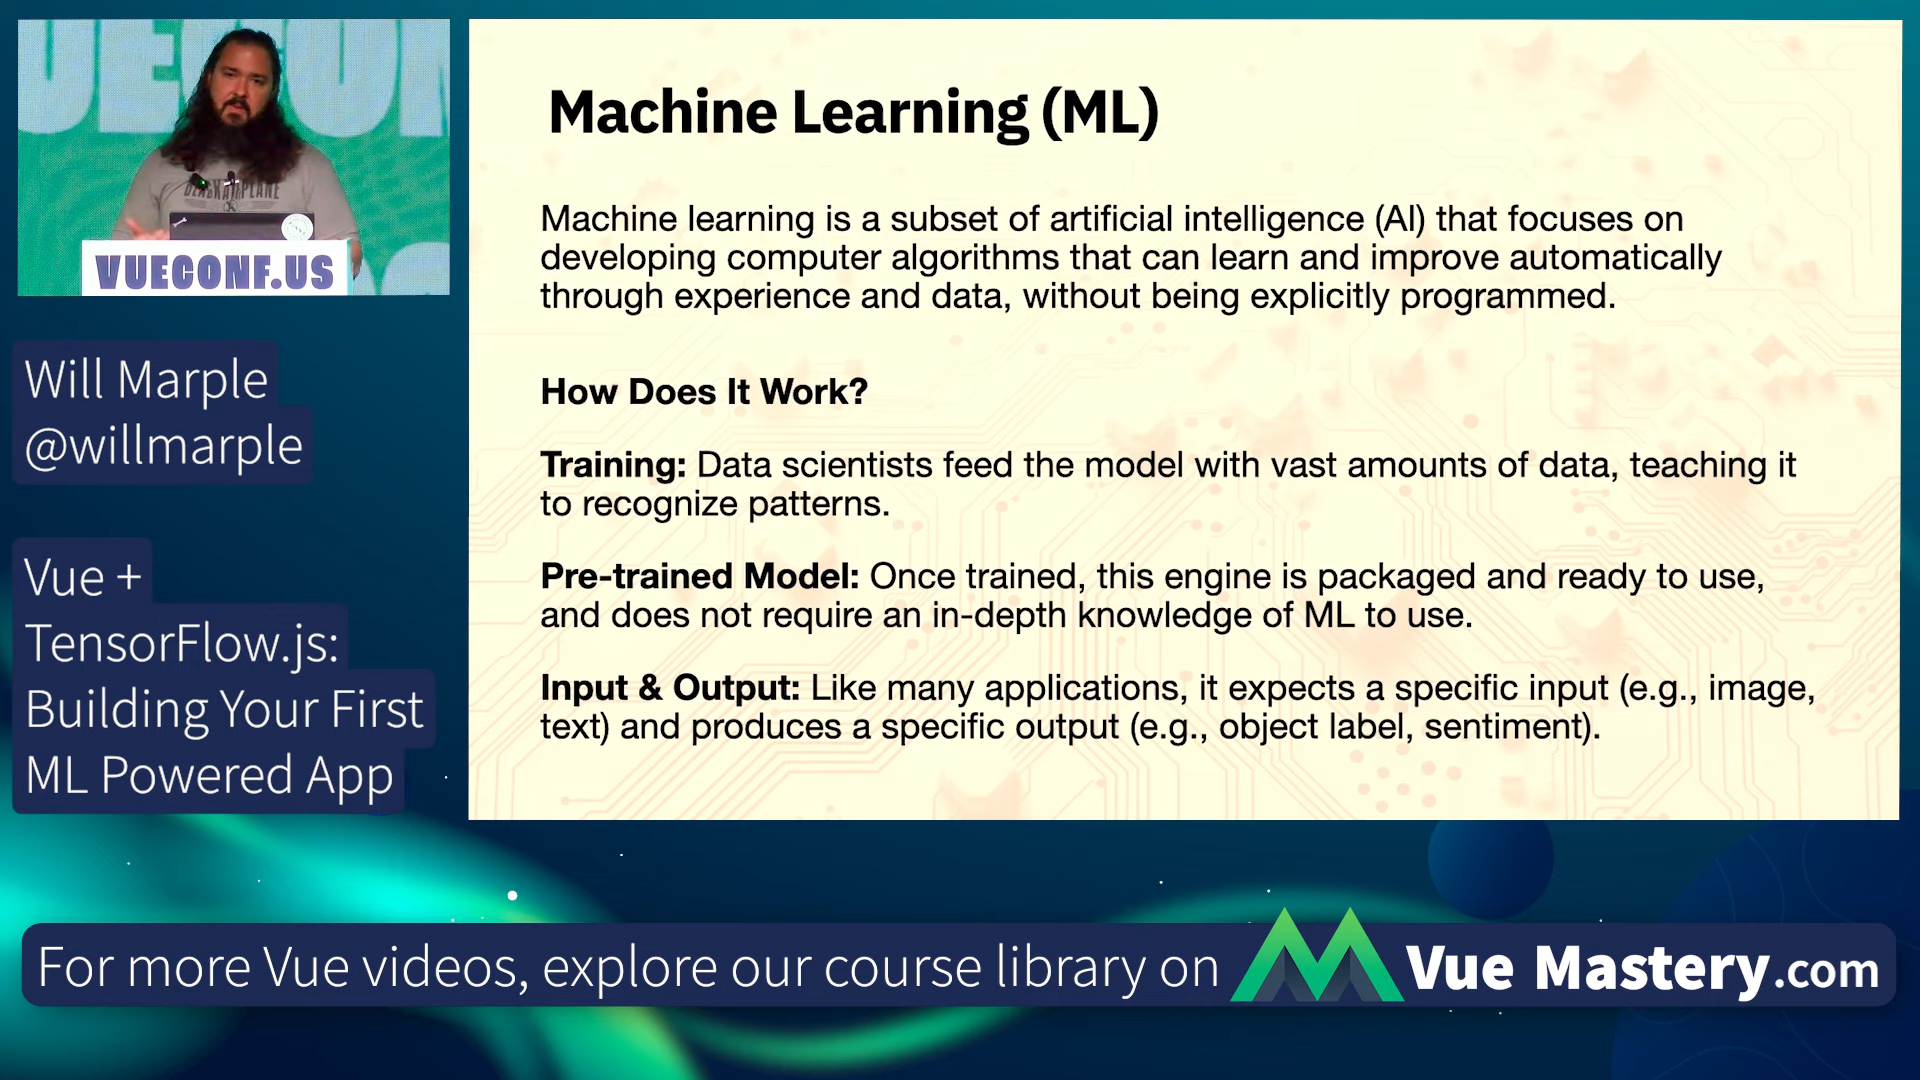 VUECONF.US
Will Marple
@willmarple
Vue +
TensorFlow.js:
Building Your First
ML Powered App
Machine Learning (ML)
Machine learning is a subset of artificial intelligence (AI) that focuses on
developing computer algorithms that can learn and improve automatically
through experience and data, without being explicitly programmed.
How Does It Work?
Training: Data scientists feed the model with vast amounts of data, teaching it
to recognize patterns.
Pre-trained Model: Once trained, this engine is packaged and ready to use,
and does not require an in-depth knowledge of ML to use.
Input & Output: Like many applications, it expects a specific input (e.g., image,
text) and produces a specific output (e.g., object label, sentiment).
For more Vue videos, explore our course library on Vue Mastery.com